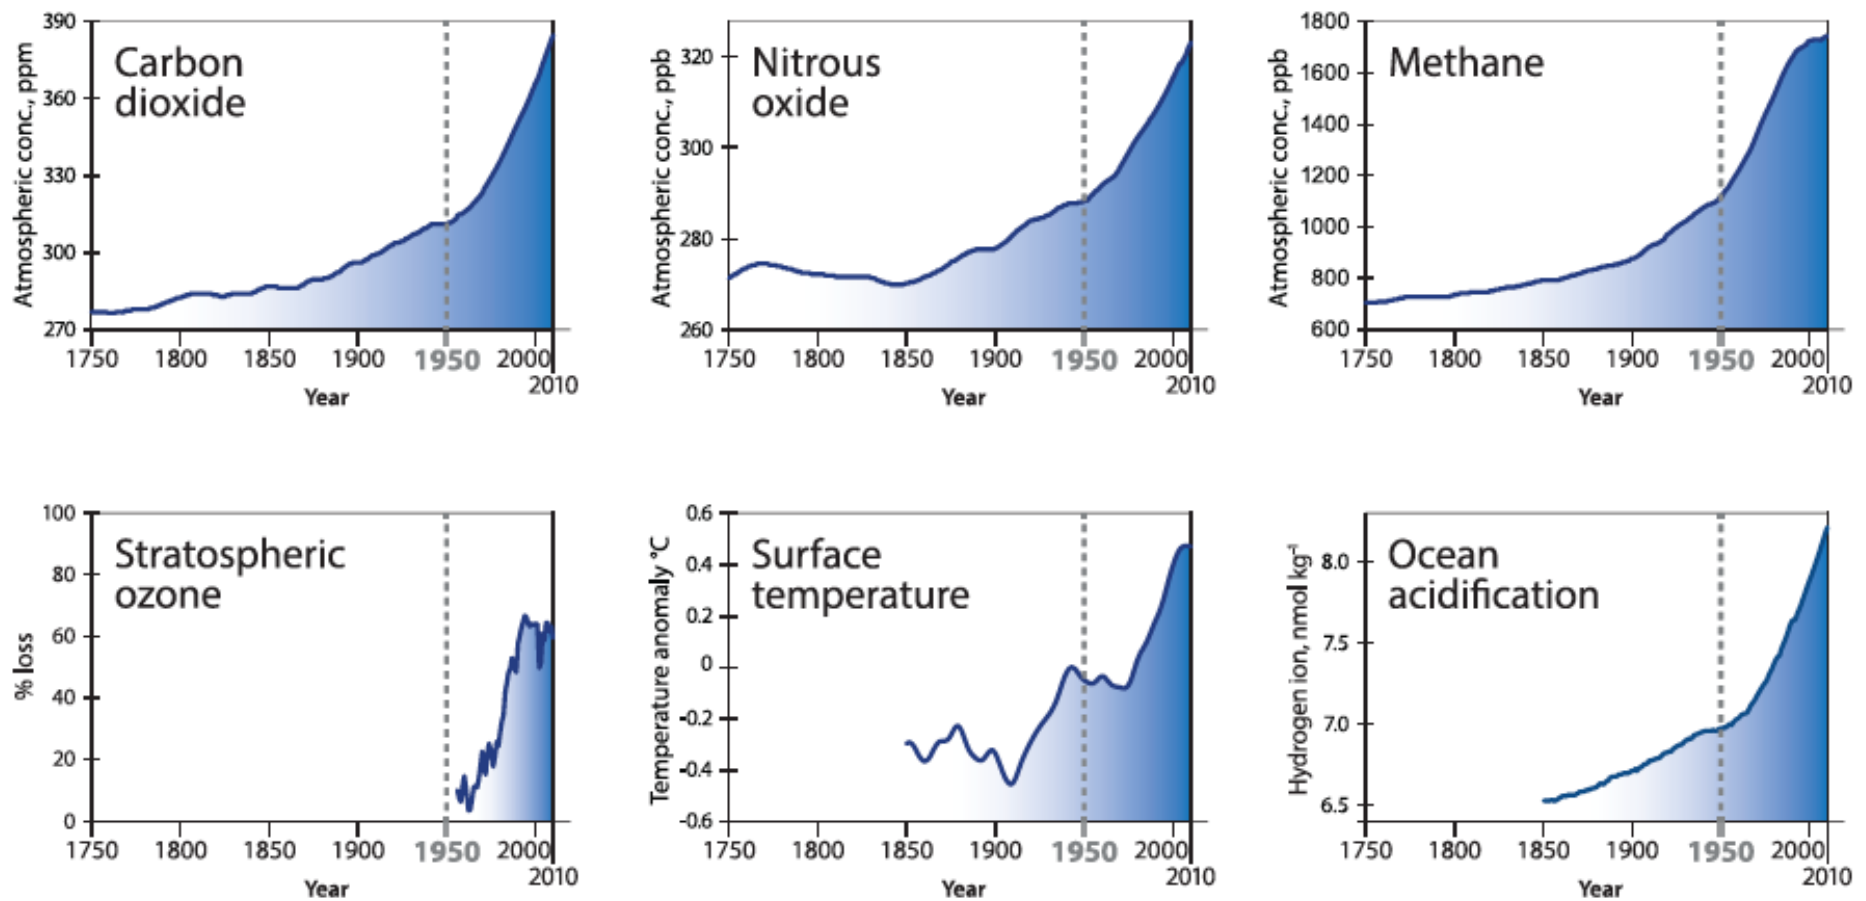 Carbon
dioxide
Atmospheric conc., ppm
390
360
330
300
270
1750 1800 1850 1900 1950 2000
2010
Year
Nitrous
oxide
Atmospheric conc., ppb
320
300
280
260
1750 1800 1850 1900 1950 2000
2010
Year
Methane
Atmospheric conc., ppb
1800
1600
1400
1200
1000
800
600
1750 1800 1850 1900 1950 2000
2010
Year
Stratospheric
ozone
% loss
100
80
60
40
20
0
1750 1800 1850 1900 1950 2000
2010
Year
Surface
temperature
Temperature anomaly °C
0.6
0.4
0.2
0
-0.2
-0.4
-0.6
1750 1800 1850 1900 1950 2000
2010
Year
Ocean
acidification
Hydrogen ion, nmol kg⁻¹
8.0
7.5
7.0
6.5
1750 1800 1850 1900 1950 2000
2010
Year